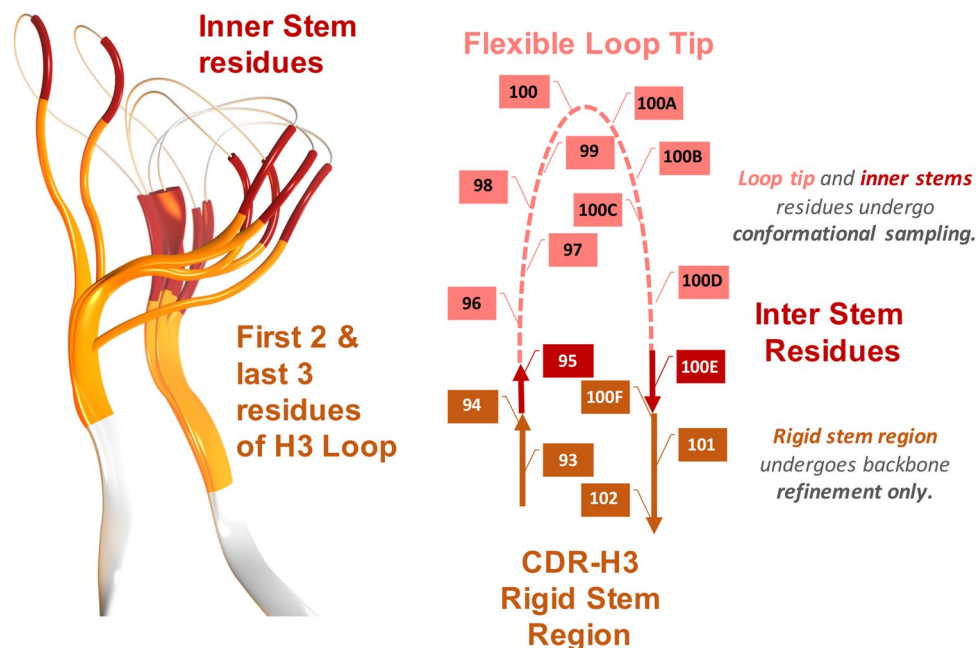 Inner Stem
residues
First 2 &
last 3
residues
of H3 Loop
Flexible Loop Tip
100
100A
99
100B
98
100C
97
100D
96
95
100E
100F
94
101
93
102
CDR-H3
Rigid Stem
Region
Loop tip and inner stems
residues undergo
conformational sampling.
Inter Stem
Residues
Rigid stem region
undergoes backbone
refinement only.